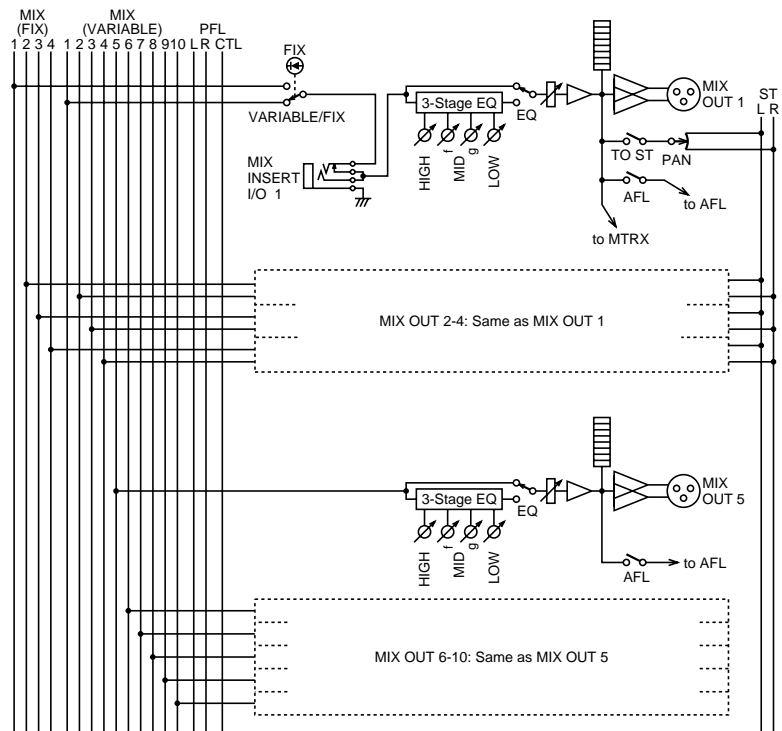 MIX
(FIX)
MIX
(VARIABLE)
PFL
1 2 3 4 1 2 3 4 5 6 7 8 9 10 L R CTL
FIX
VARIABLE/FIX
MIX
INSERT
I/O 1
3-Stage EQ
EQ
HIGH
f
MID
g
LOW
MIX
OUT 1
ST
L R
TO ST
PAN
AFL
to AFL
to MTRX
MIX OUT 2-4: Same as MIX OUT 1
3-Stage EQ
EQ
HIGH
f
MID
g
LOW
MIX
OUT 5
AFL
to AFL
MIX OUT 6-10: Same as MIX OUT 5